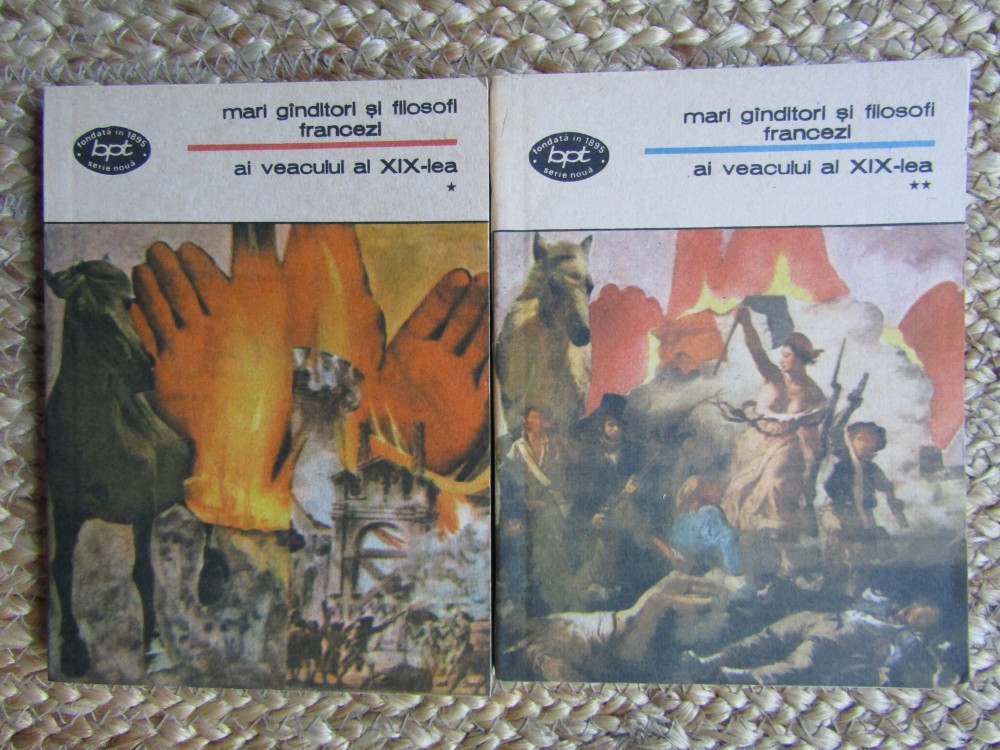 mari gînditori și filosofi
francezi
fondată în 1895
bpt
serie nouă
ai veacului al XIX-lea
*
mari gînditori și filosofi
francezi
fondată în 1895
bpt
serie nouă
ai veacului al XIX-lea
**